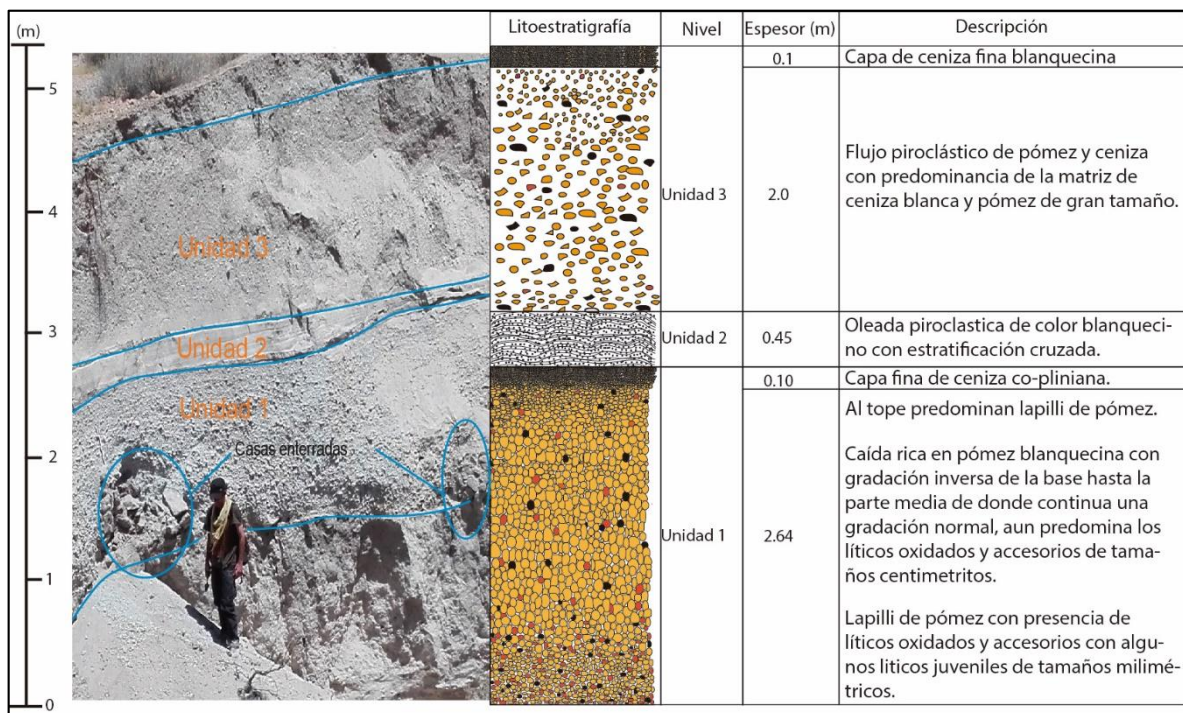 (m)
5
4
3
2
1
0
Unidad 3
Unidad 2
Unidad 1
Casas enterradas
Litoestratigrafía
Nivel
Espesor (m)
Descripción
Unidad 3
0.1
Capa de ceniza fina blanquecina
2.0
Flujo piroclástico de pómez y ceniza
con predominancia de la matriz de
ceniza blanca y pómez de gran tamaño.
Unidad 2
0.45
Oleada piroclastica de color blanqueci-
no con estratificación cruzada.
Unidad 1
0.10
Capa fina de ceniza co-pliniana.
2.64
Al tope predominan lapilli de pómez.
Caída rica en pómez blanquecina con
gradación inversa de la base hasta la
parte media de donde continua una
gradación normal, aun predomina los
líticos oxidados y accesorios de tama-
ños centimetritos.
Lapilli de pómez con presencia de
líticos oxidados y accesorios con algu-
nos liticos juveniles de tamaños milimé-
tricos.